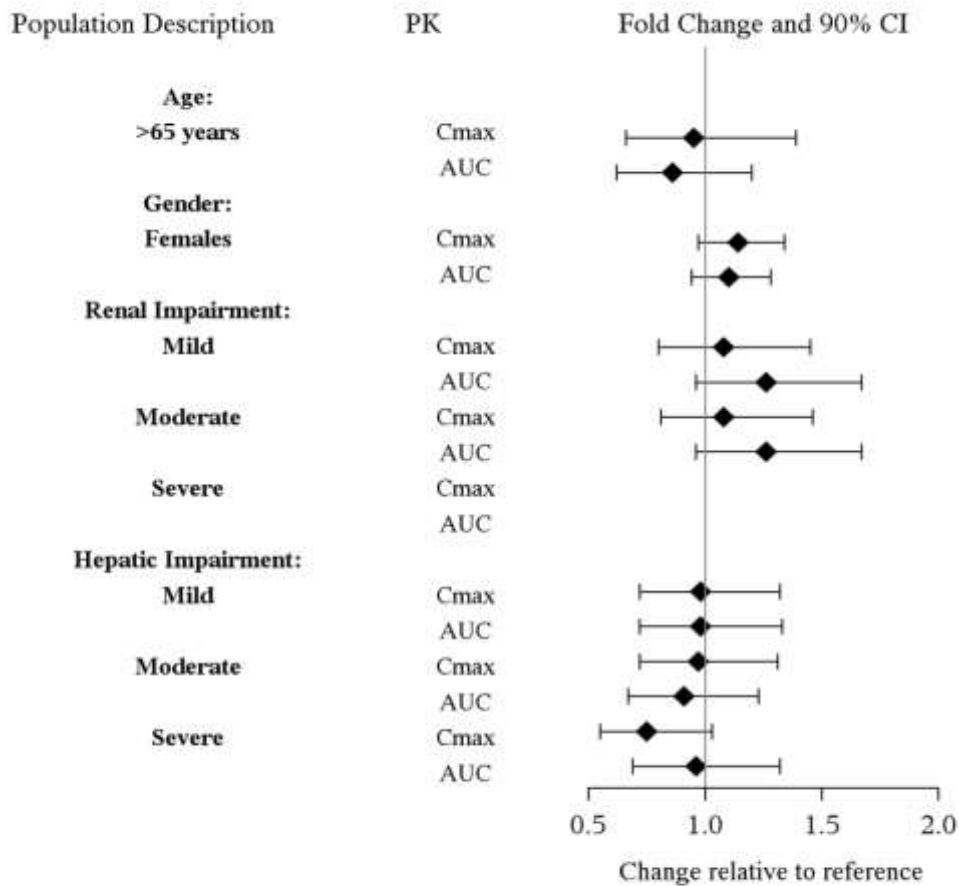 Population Description PK Fold Change and 90% CI
Age:
>65 years Cmax
AUC
Gender:
Females Cmax
AUC
Renal Impairment:
Mild Cmax
AUC
Moderate Cmax
AUC
Severe Cmax
AUC
Hepatic Impairment:
Mild Cmax
AUC
Moderate Cmax
AUC
Severe Cmax
AUC
0.5 1.0 1.5 2.0
Change relative to reference